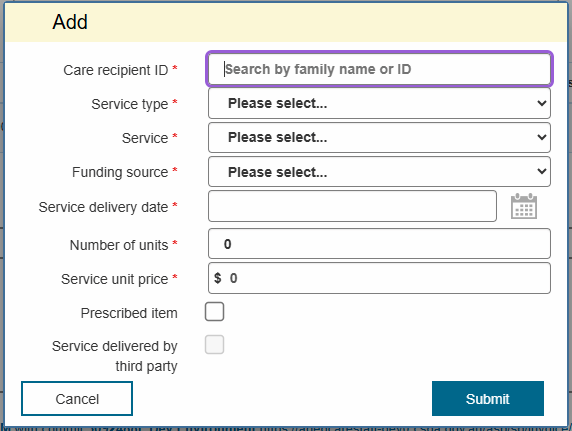 Add
Care recipient ID * Search by family name or ID
Service type * Please select...
Service * Please select...
Funding source * Please select...
Service delivery date *
Number of units * 0
Service unit price * $ 0
Prescribed item
Service delivered by
third party
Cancel Submit